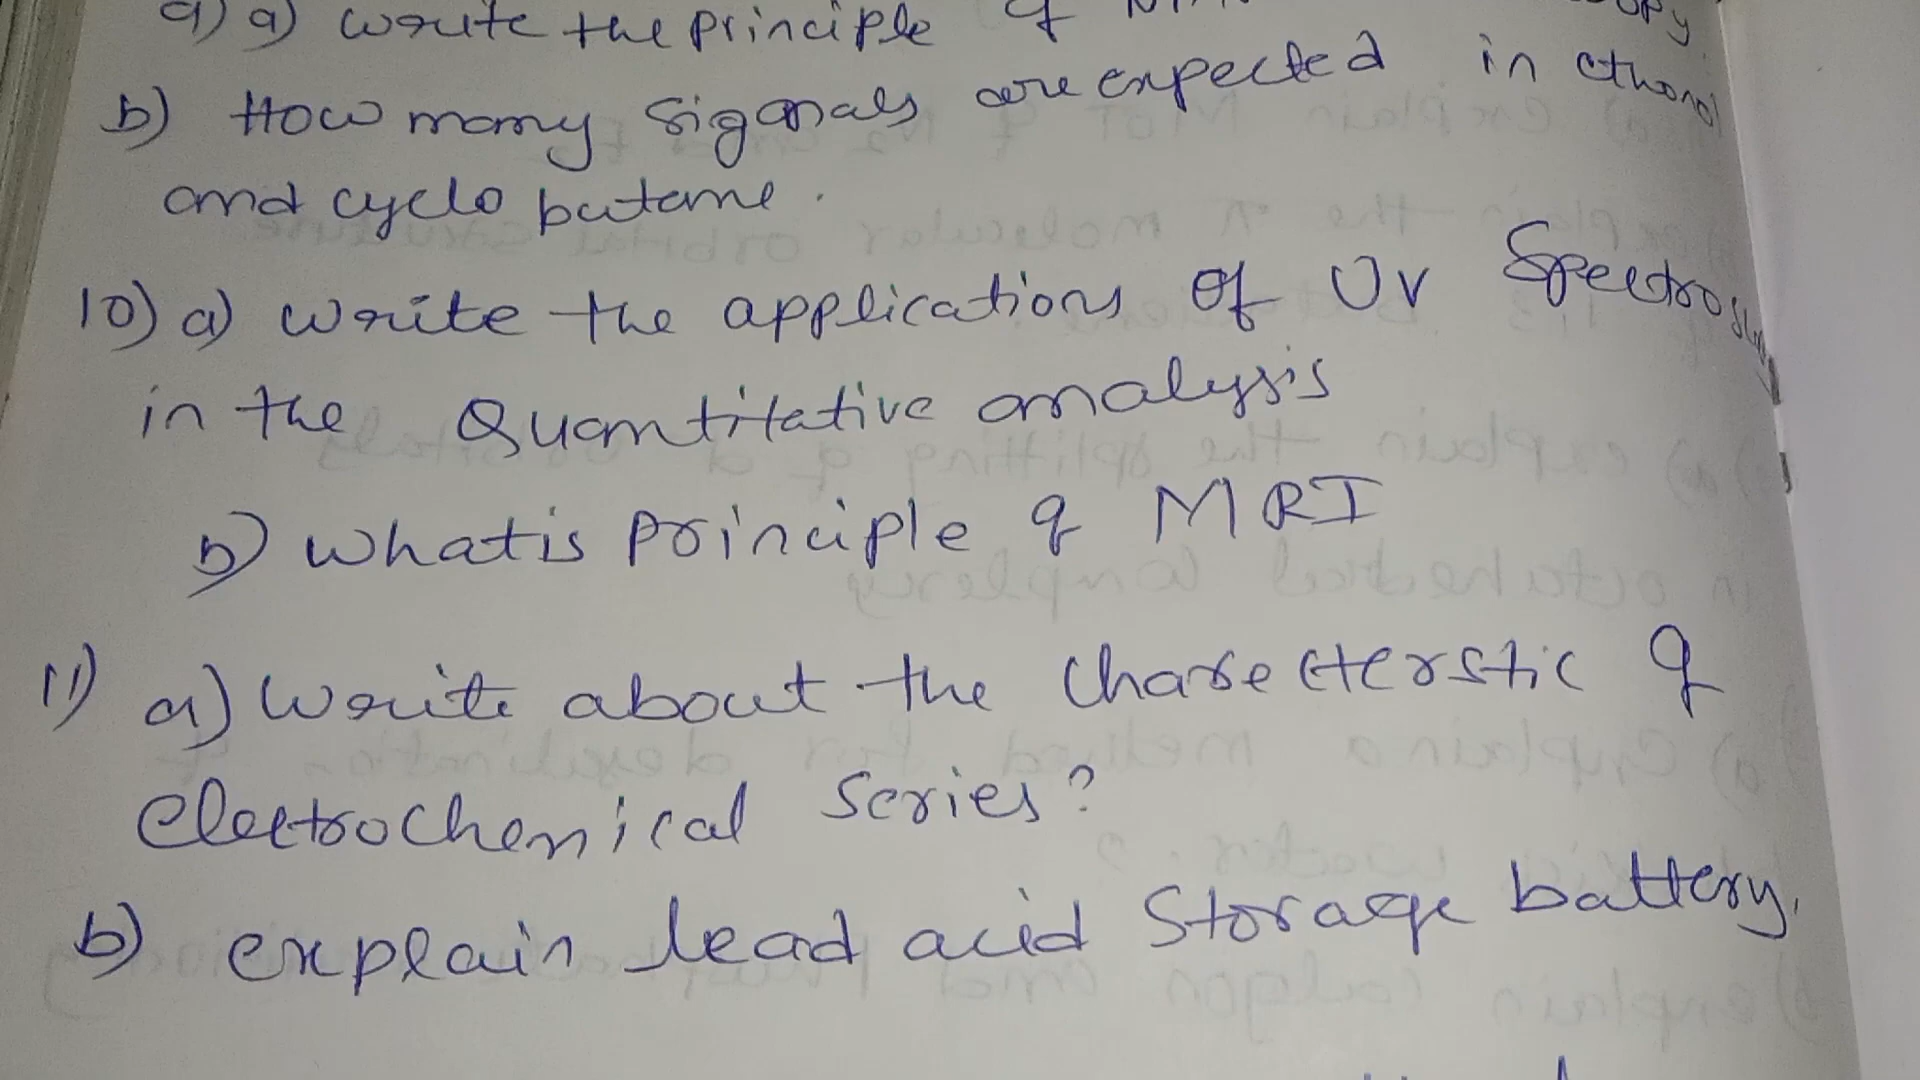 9) a) write the principle of
b) How many signals are expected in ethanol
and cyclo butane.
10) a) write the applications of UV Spectroscopy
in the Quantitative analysis
b) what is principle of MRI
11) a) write about the charecterstic of
electrochemical series?
b) explain lead acid storage battery.